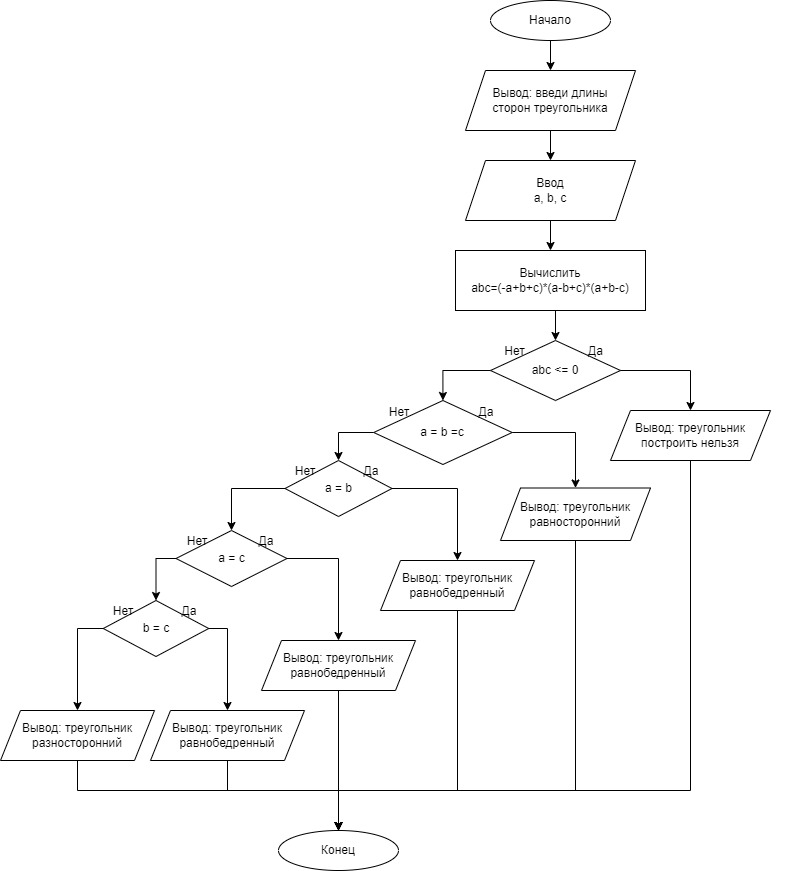 Начало
Вывод: введи длины
сторон треугольника
Ввод
a, b, c
Вычислить
abc=(-a+b+c)*(a-b+c)*(a+b-c)
Нет
Да
abc <= 0
Нет
Да
a = b =c
Вывод: треугольник
построить нельзя
Нет
Да
a = b
Вывод: треугольник
равносторонний
Нет
Да
a = c
Вывод: треугольник
равнобедренный
Нет
Да
b = c
Вывод: треугольник
равнобедренный
Вывод: треугольник
разносторонний
Вывод: треугольник
равнобедренный
Конец